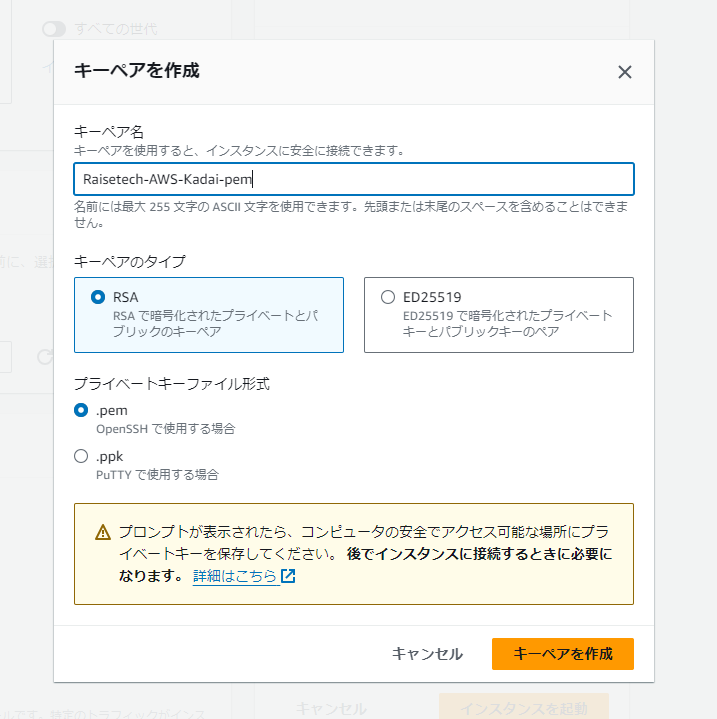 すべての世代
キーペアを作成
キーペア名
キーペアを使用すると、インスタンスに安全に接続できます。
Raisetech-AWS-Kadai-pem
名前には最大 255 文字の ASCII 文字を使用できます。先頭または末尾のスペースを含めることはできま
せん。
キーペアのタイプ
RSA
RSA で暗号化されたプライベートとパ
ブリックのキーペア
ED25519
ED25519 で暗号化されたプライベート
キーとパブリックキーのペア
プライベートキーファイル形式
.pem
OpenSSH で使用する場合
.ppk
PuTTY で使用する場合
プロンプトが表示されたら、コンピュータの安全でアクセス可能な場所にプラ
イベートキーを保存してください。 後でインスタンスに接続するときに必要に
なります。 詳細はこちら
キャンセル
キーペアを作成
キャンセル
インスタンスを起動